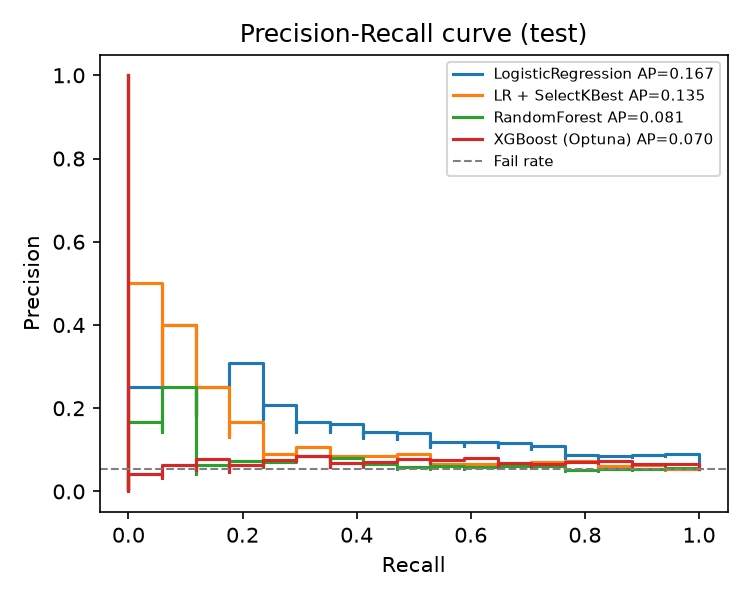 Precision-Recall curve (test)
LogisticRegression AP=0.167
LR + SelectKBest AP=0.135
RandomForest AP=0.081
XGBoost (Optuna) AP=0.070
Fail rate
Precision
1.0
0.8
0.6
0.4
0.2
0.0
0.0 0.2 0.4 0.6 0.8 1.0
Recall